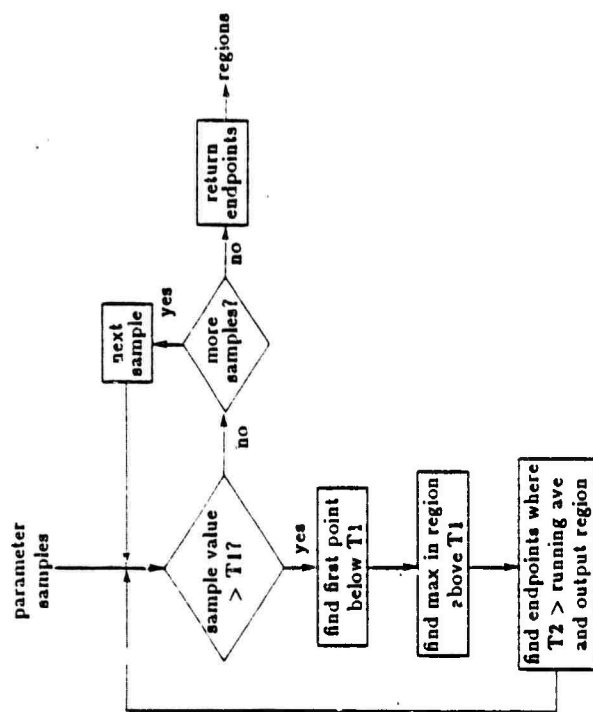 parameter
samples
sample value
> T1?
no
more
samples?
yes
next
sample
no
return
endpoints
regions
yes
find first point
below T1
find max in region
above T1
find endpoints where
T2 > running ave
and output region